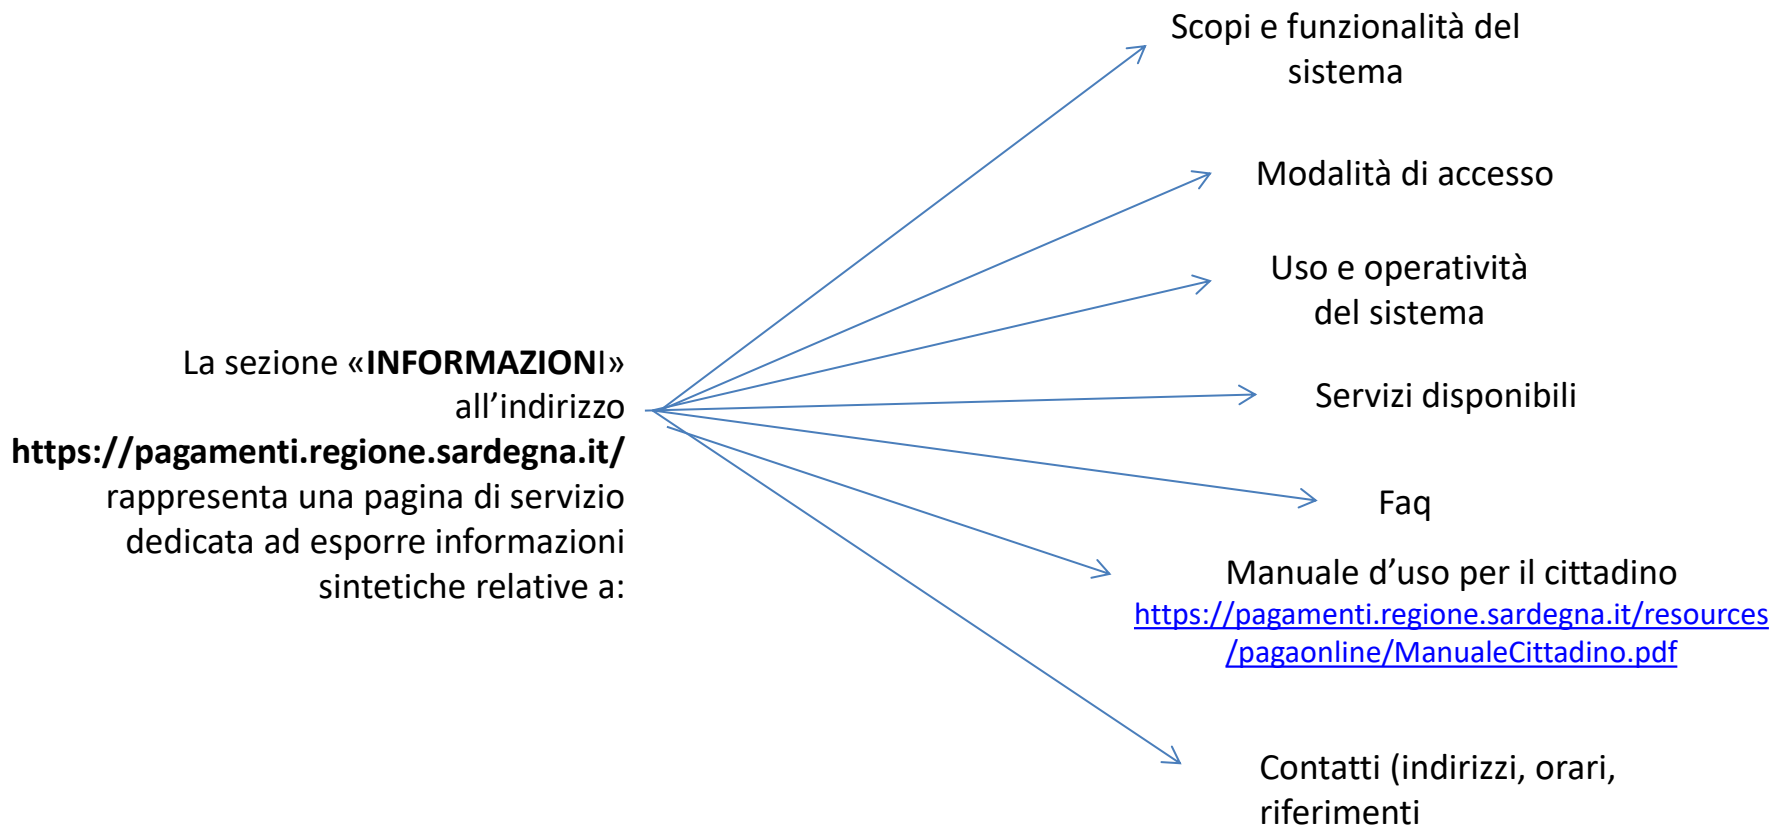 La sezione «INFORMAZIONI»
all’indirizzo
https://pagamenti.regione.sardegna.it/
rappresenta una pagina di servizio
dedicata ad esporre informazioni
sintetiche relative a:
Scopi e funzionalità del
sistema
Modalità di accesso
Uso e operatività
del sistema
Servizi disponibili
Faq
Manuale d’uso per il cittadino
https://pagamenti.regione.sardegna.it/resources
/pagaonline/ManualeCittadino.pdf
Contatti (indirizzi, orari,
riferimenti